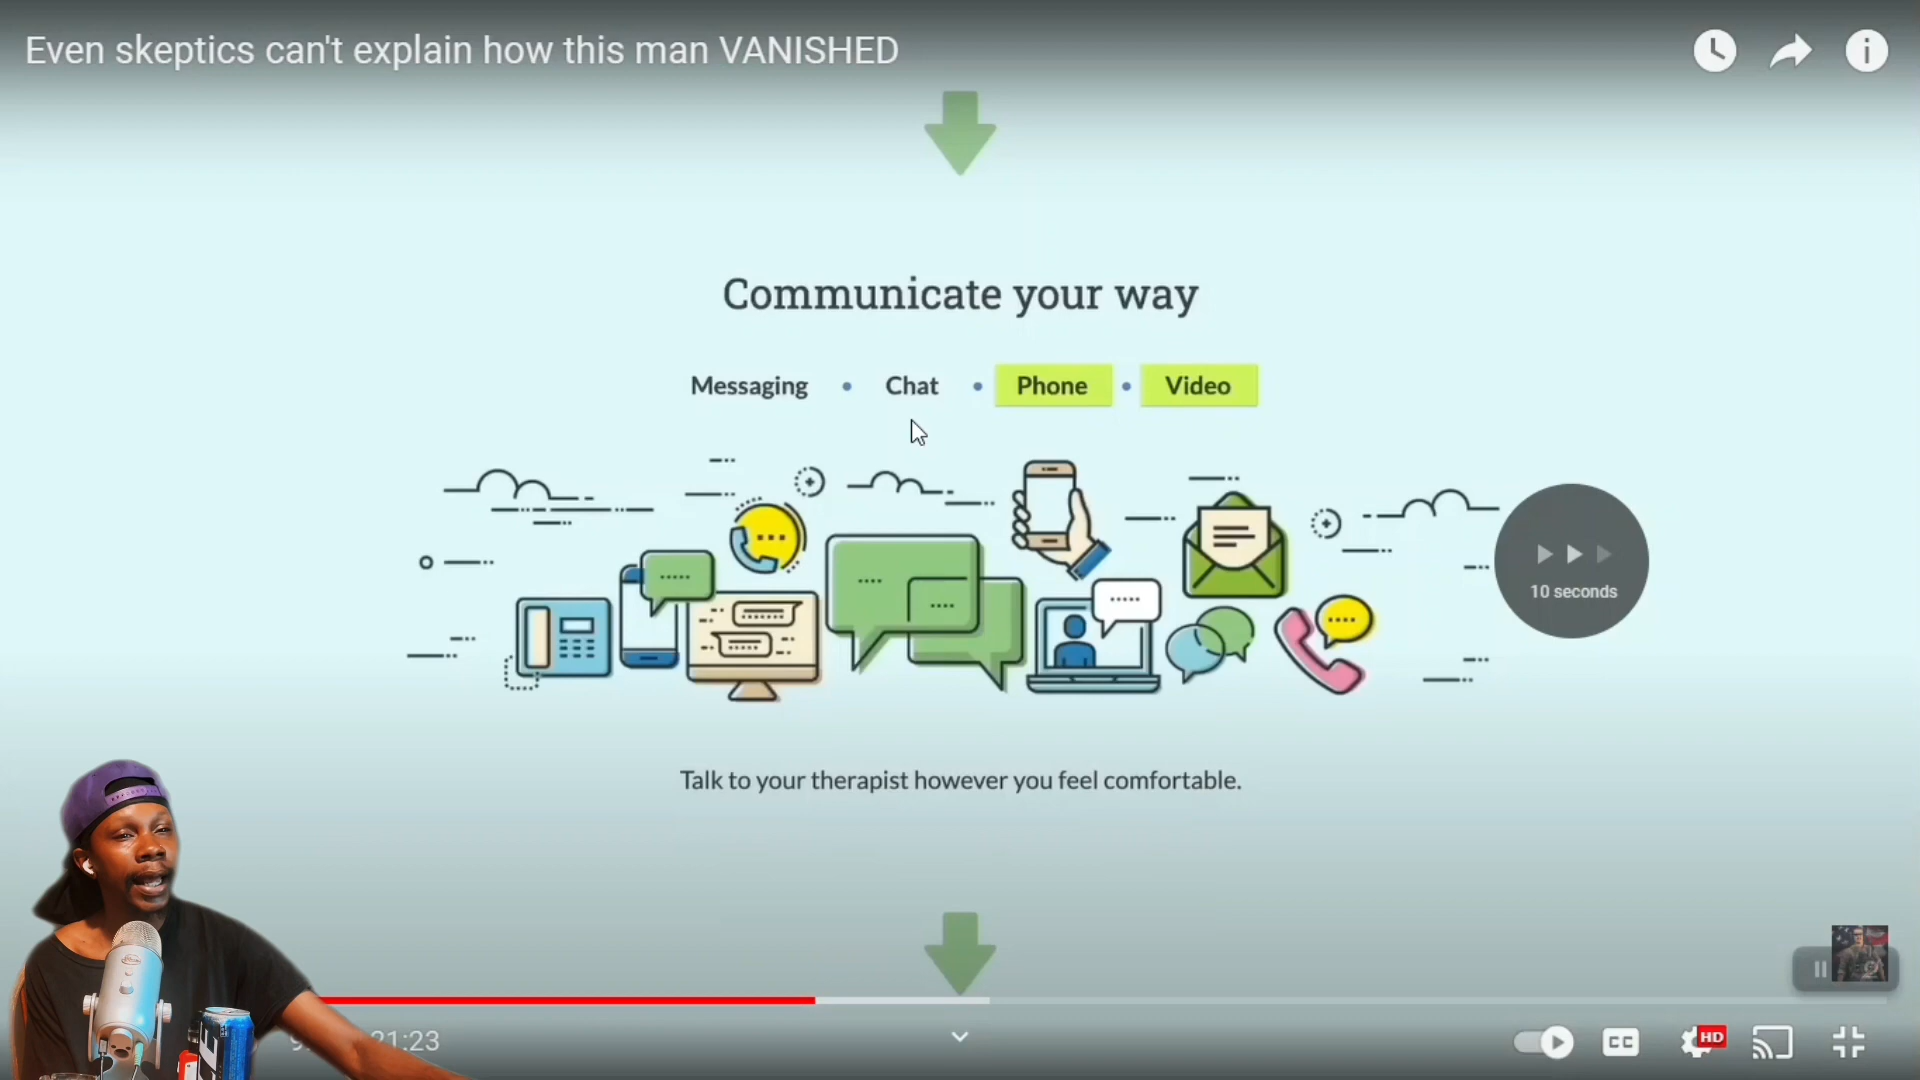 Even skeptics can't explain how this man VANISHED
Communicate your way
Messaging • Chat • Phone • Video
10 seconds
Talk to your therapist however you feel comfortable.
21:23
CC
HD